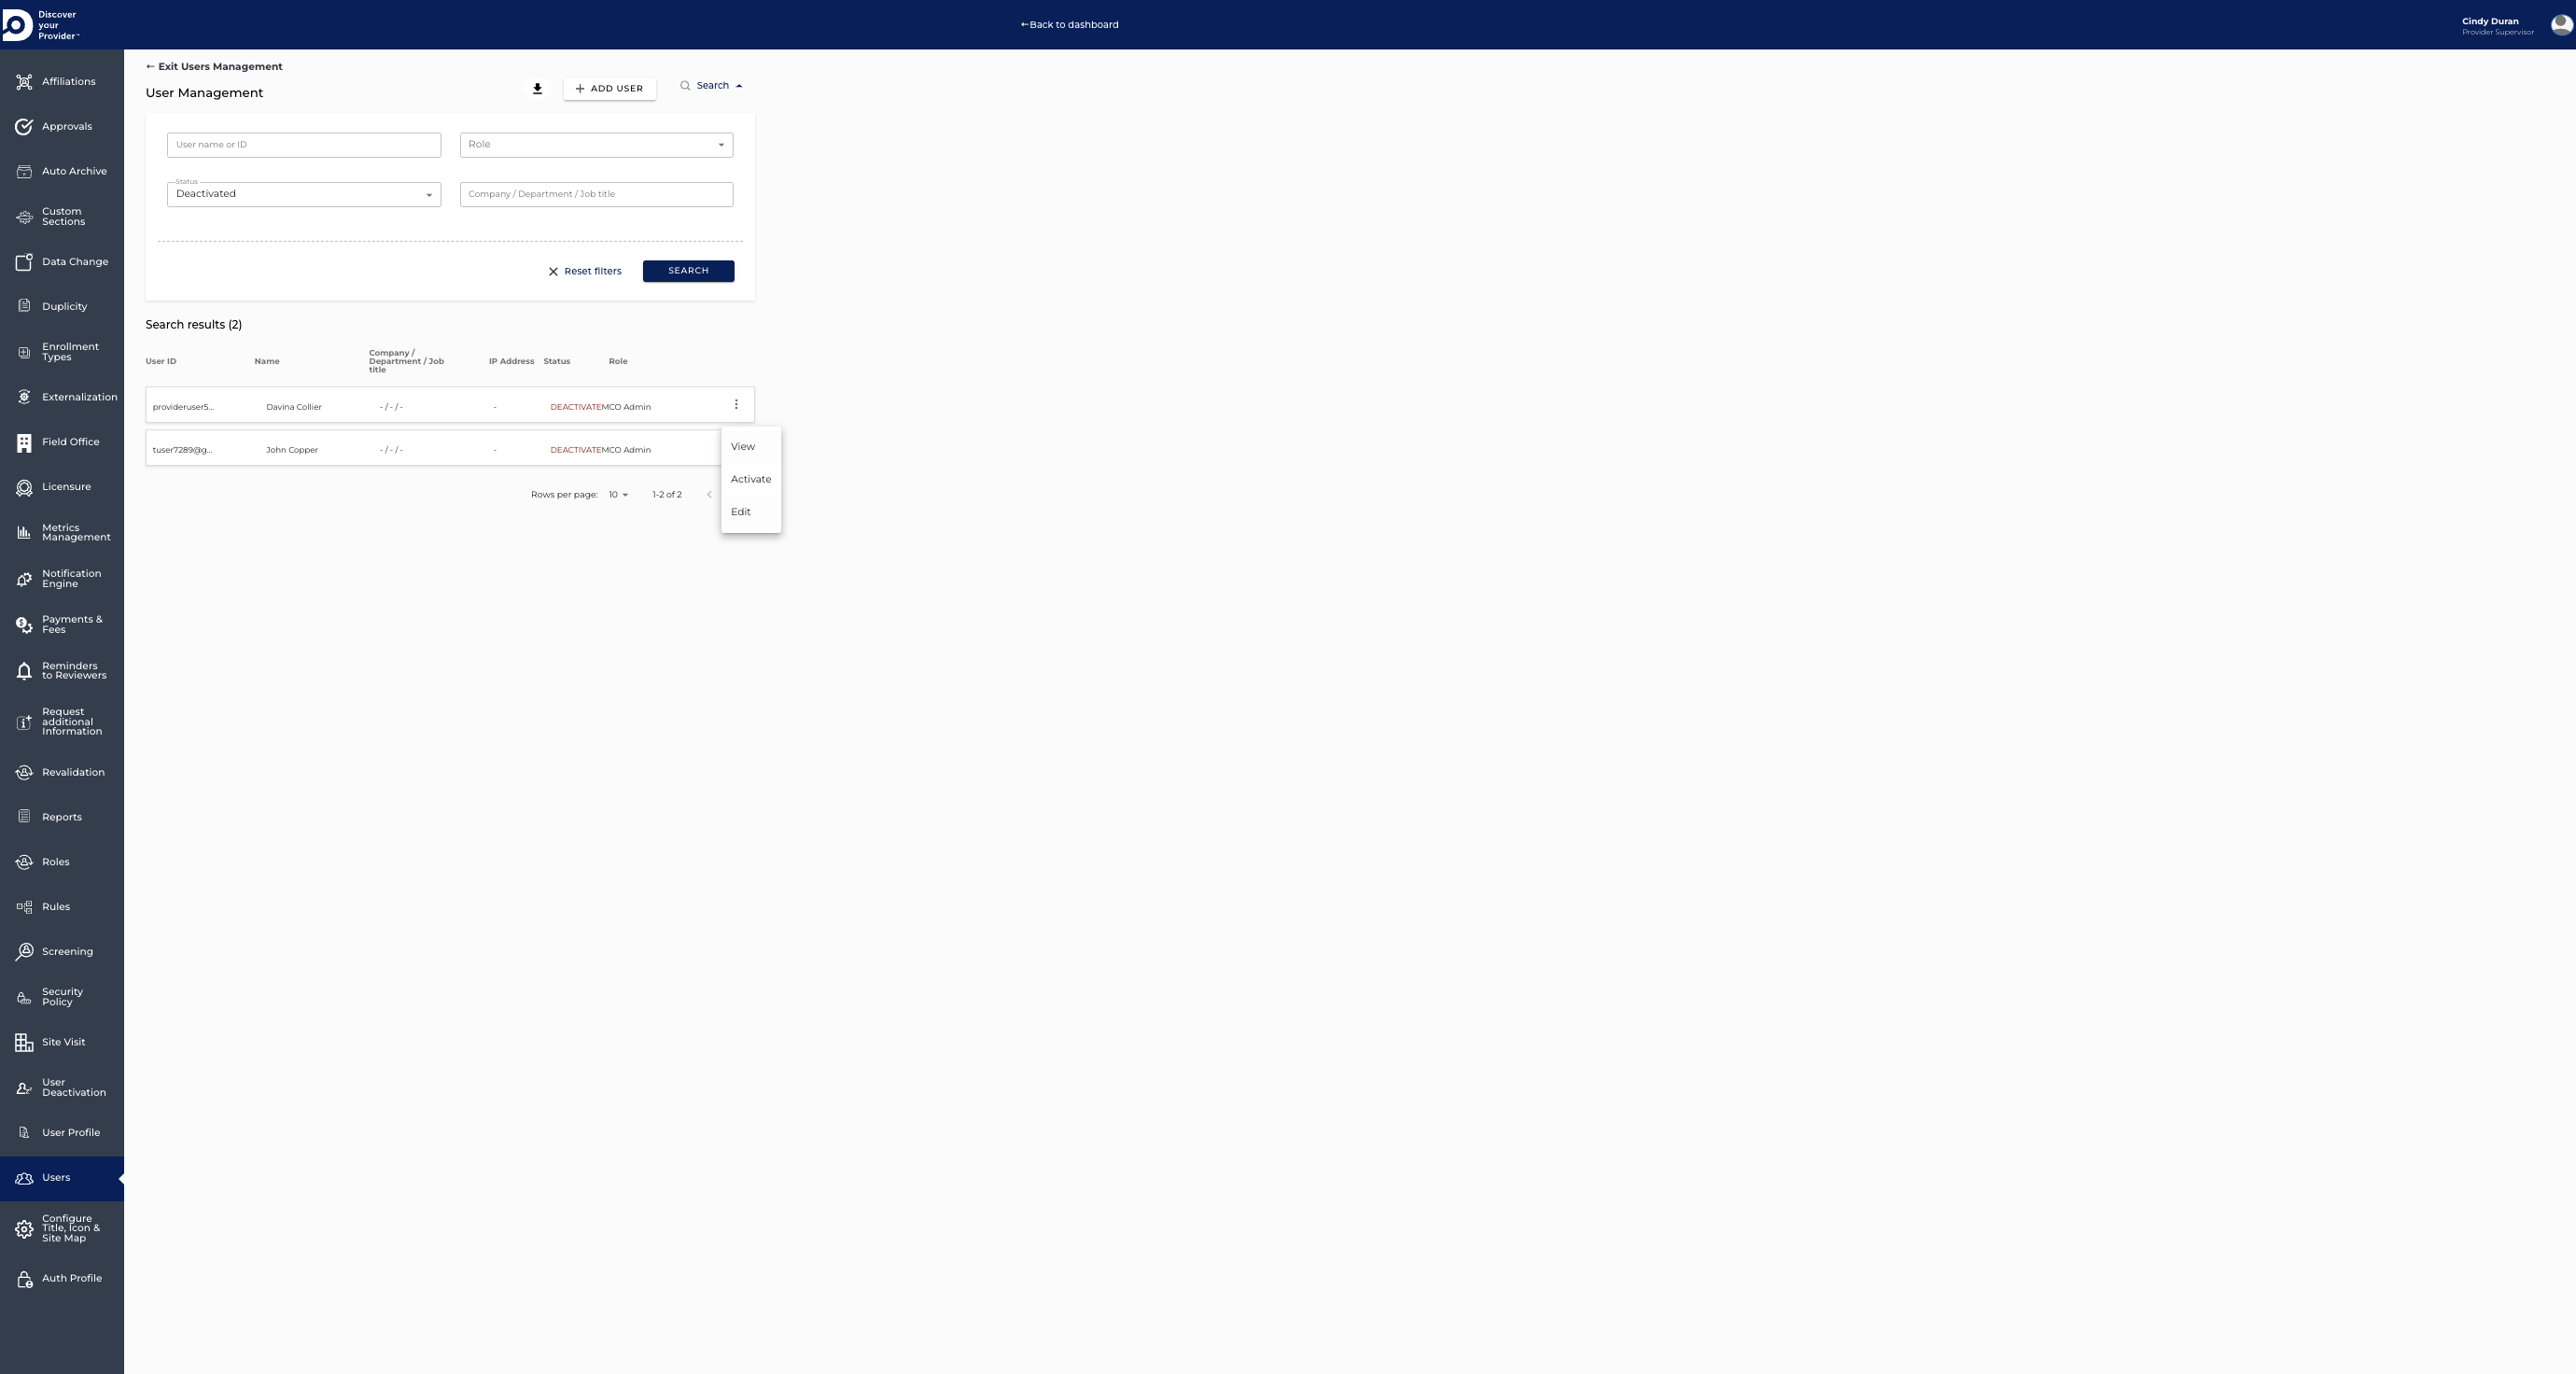 Discover
your
Provider™
←Back to dashboard
Cindy Duran
Provider Supervisor
Affiliations
Approvals
Auto Archive
Custom
Sections
Data Change
Duplicity
Enrollment
Types
Externalization
Field Office
Licensure
Metrics
Management
Notification
Engine
Payments &
Fees
Reminders
to Reviewers
Request
additional
Information
Revalidation
Reports
Roles
Rules
Screening
Security
Policy
Site Visit
User
Deactivation
User Profile
Users
Configure
Title, Icon &
Site Map
Auth Profile
← Exit Users Management
User Management
+ ADD USER
Search
User name or ID
Role
Status
Deactivated
Company / Department / Job title
Reset filters
SEARCH
Search results (2)
User ID Name Company / Department / Job title IP Address Status Role
provideruser5... Davina Collier - / - / - - DEACTIVATEMCO Admin
tuser7289@g... John Copper - / - / - - DEACTIVATEMCO Admin
View
Activate
Edit
Rows per page: 10 1-2 of 2